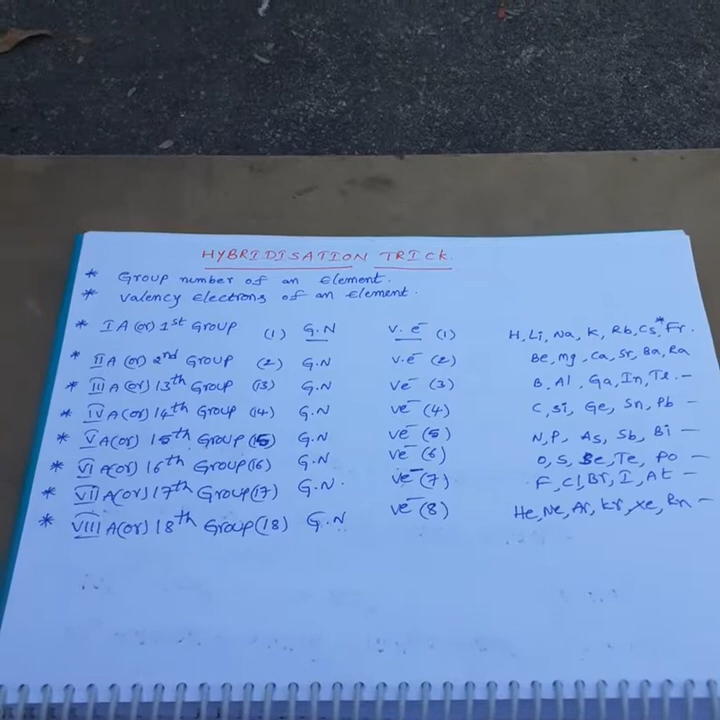 HYBRIDISATION TRICK.
* Group number of an Element.
* Valency Electrons of an Element.
* IA (or) 1st Group (1) G.N V.e⁻ (1) H, Li, Na, K, Rb, Cs, *Fr.
* IIA (or) 2nd Group (2) G.N V.e⁻ (2) Be, Mg, Ca, Sr, Ba, Ra
* IIIA (or) 13th Group (13) G.N Ve⁻ (3) B, Al, Ga, In, Te. -
* IVA (or) 14th Group (14) G.N Ve⁻ (4) C, Si, Ge, Sn, Pb -
* VA (or) 15th Group (15) G.N Ve⁻ (5) N, P, As, Sb, Bi -
* VIA (or) 16th Group (16) G.N Ve⁻ (6) O, S, Se, Te, Po -
* VIIA (or) 17th Group (17) G.N. Ve⁻ (7) F, Cl, Br, I, At -
* VIIIA (or) 18th Group (18) G.N Ve⁻ (8) He, Ne, Ar, Kr, Xe, Rn -